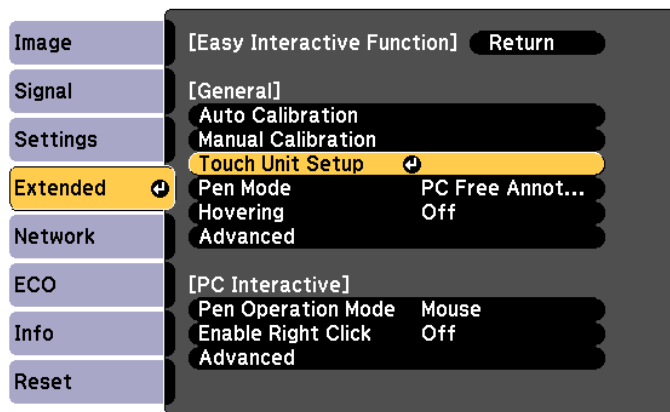 Image
Signal
Settings
Extended
Network
ECO
Info
Reset
[Easy Interactive Function] Return
[General]
Auto Calibration
Manual Calibration
Touch Unit Setup
Pen Mode PC Free Annot...
Hovering Off
Advanced
[PC Interactive]
Pen Operation Mode Mouse
Enable Right Click Off
Advanced